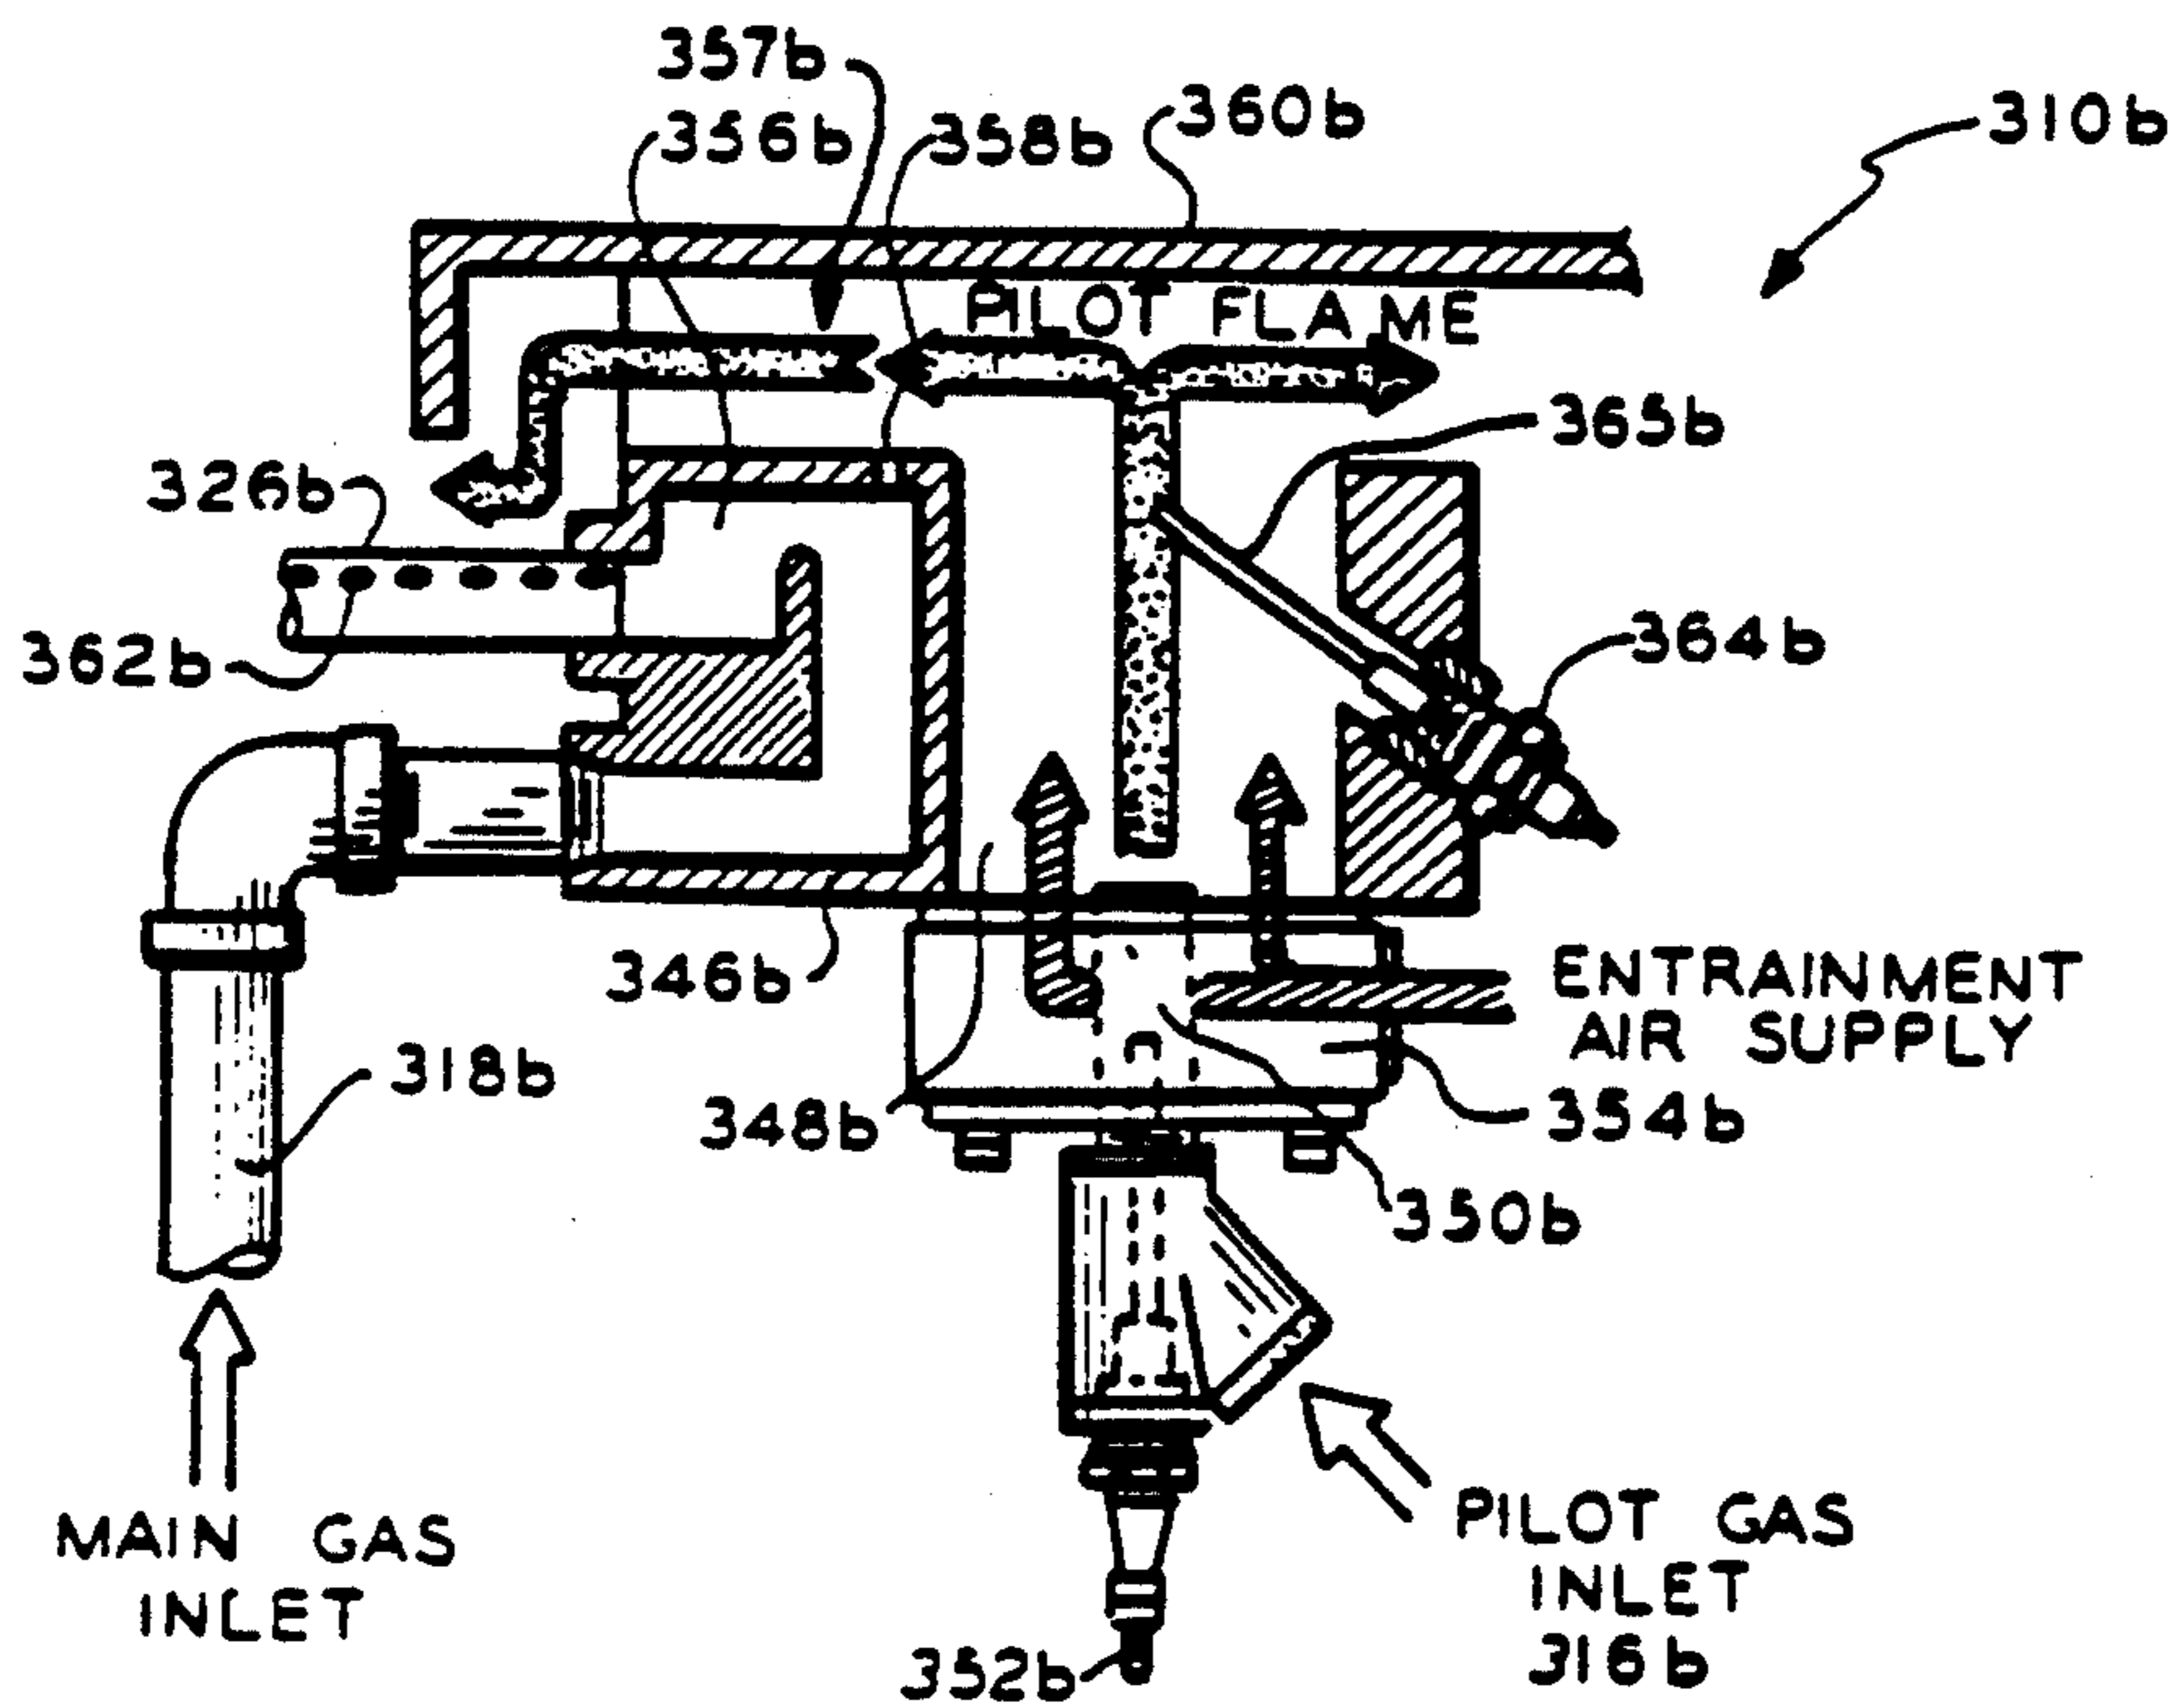 357b
356b
358b
360b
310b
PILOT FLAME
365b
326b
364b
362b
346b
ENTRAINMENT
AIR SUPPLY
318b
348b
354b
350b
MAIN GAS
INLET
PILOT GAS
INLET
316b
352b